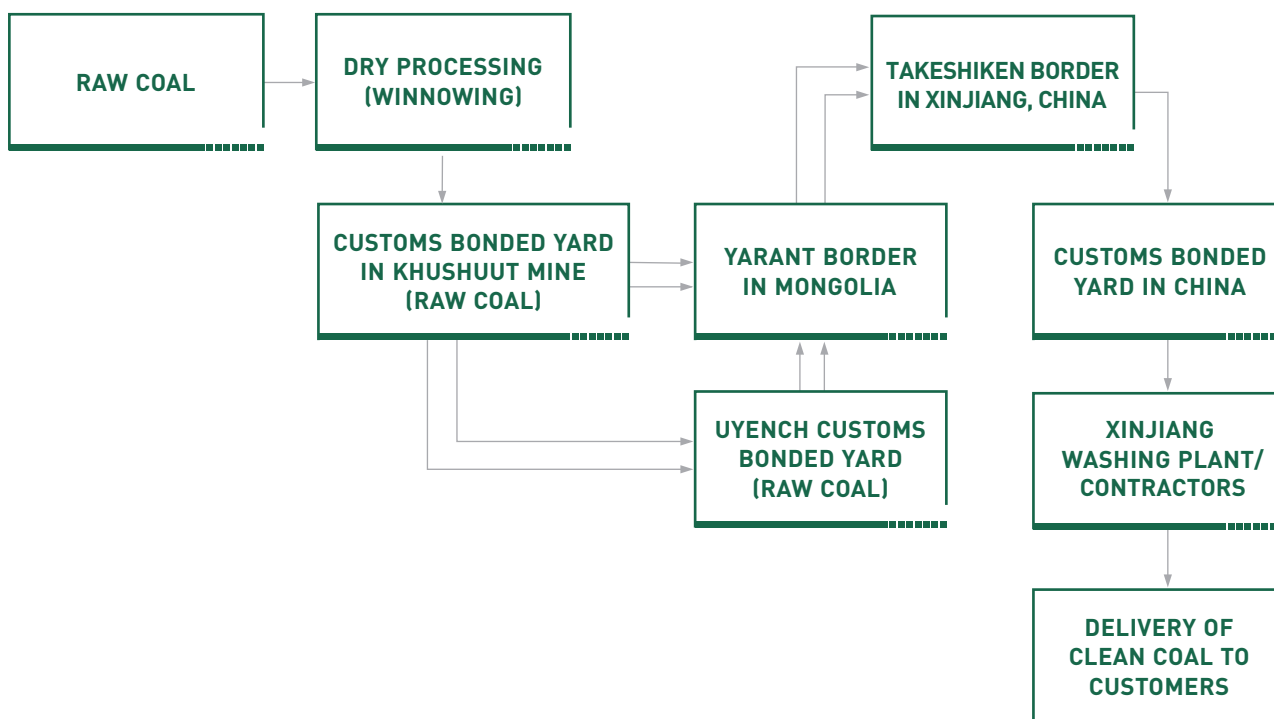 RAW COAL
DRY PROCESSING
(WINNOWING)
TAKESHIKEN BORDER
IN XINJIANG, CHINA
CUSTOMS BONDED YARD
IN KHUSHUUT MINE
(RAW COAL)
YARANT BORDER
IN MONGOLIA
CUSTOMS BONDED
YARD IN CHINA
UYENCH CUSTOMS
BONDED YARD
(RAW COAL)
XINJIANG
WASHING PLANT/
CONTRACTORS
DELIVERY OF
CLEAN COAL TO
CUSTOMERS